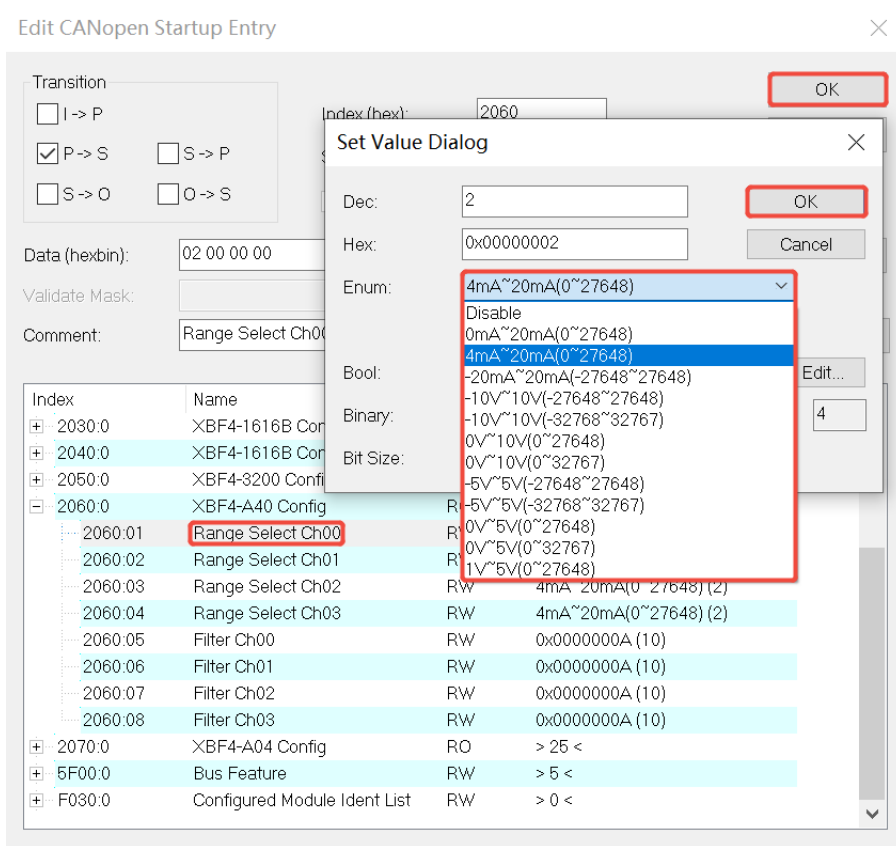 Edit CANopen Startup Entry
Transition
I -> P
P -> S
S -> P
S -> O
O -> S
Index (hex):
2060
OK
Set Value Dialog
Dec:
2
OK
Hex:
0x00000002
Cancel
Enum:
4mA~20mA(0~27648)
Disable
0mA~20mA(0~27648)
4mA~20mA(0~27648)
-20mA~20mA(-27648~27648)
-10V~10V(-27648~27648)
-10V~10V(-32768~32767)
0V~10V(0~27648)
0V~10V(0~32767)
-5V~5V(-27648~27648)
-5V~5V(-32768~32767)
0V~5V(0~27648)
0V~5V(0~32767)
1V~5V(0~27648)
Bool:
Edit...
Binary:
4
Bit Size:
Data (hexbin):
02 00 00 00
Validate Mask:
Comment:
Range Select Ch00
Index Name
2030:0 XBF4-1616B Con
2040:0 XBF4-1616B Con
2050:0 XBF4-3200 Confi
2060:0 XBF4-A40 Config
2060:01 Range Select Ch00
2060:02 Range Select Ch01
2060:03 Range Select Ch02 RW 4mA~20mA(0~27648) (2)
2060:04 Range Select Ch03 RW 4mA~20mA(0~27648) (2)
2060:05 Filter Ch00 RW 0x0000000A (10)
2060:06 Filter Ch01 RW 0x0000000A (10)
2060:07 Filter Ch02 RW 0x0000000A (10)
2060:08 Filter Ch03 RW 0x0000000A (10)
2070:0 XBF4-A04 Config RO > 25 <
5F00:0 Bus Feature RW > 5 <
F030:0 Configured Module Ident List RW > 0 <